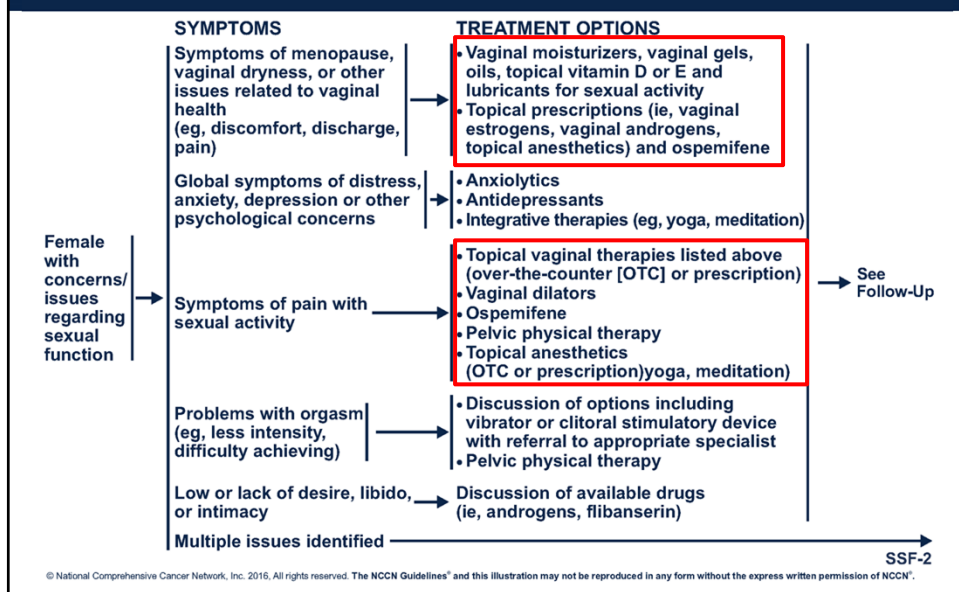 SYMPTOMS
TREATMENT OPTIONS
Symptoms of menopause,
vaginal dryness, or other
issues related to vaginal
health
(eg, discomfort, discharge,
pain)
• Vaginal moisturizers, vaginal gels,
oils, topical vitamin D or E and
lubricants for sexual activity
• Topical prescriptions (ie, vaginal
estrogens, vaginal androgens,
topical anesthetics) and ospemifene
Global symptoms of distress,
anxiety, depression or other
psychological concerns
• Anxiolytics
• Antidepressants
• Integrative therapies (eg, yoga, meditation)
Female
with
concerns/
issues
regarding
sexual
function
Symptoms of pain with
sexual activity
• Topical vaginal therapies listed above
(over-the-counter [OTC] or prescription)
• Vaginal dilators
• Ospemifene
• Pelvic physical therapy
• Topical anesthetics
(OTC or prescription)yoga, meditation)
See
Follow-Up
Problems with orgasm
(eg, less intensity,
difficulty achieving)
• Discussion of options including
vibrator or clitoral stimulatory device
with referral to appropriate specialist
• Pelvic physical therapy
Low or lack of desire, libido,
or intimacy
Discussion of available drugs
(ie, androgens, flibanserin)
Multiple issues identified
SSF-2
© National Comprehensive Cancer Network, Inc. 2016, All rights reserved. The NCCN Guidelines® and this illustration may not be reproduced in any form without the express written permission of NCCN®.